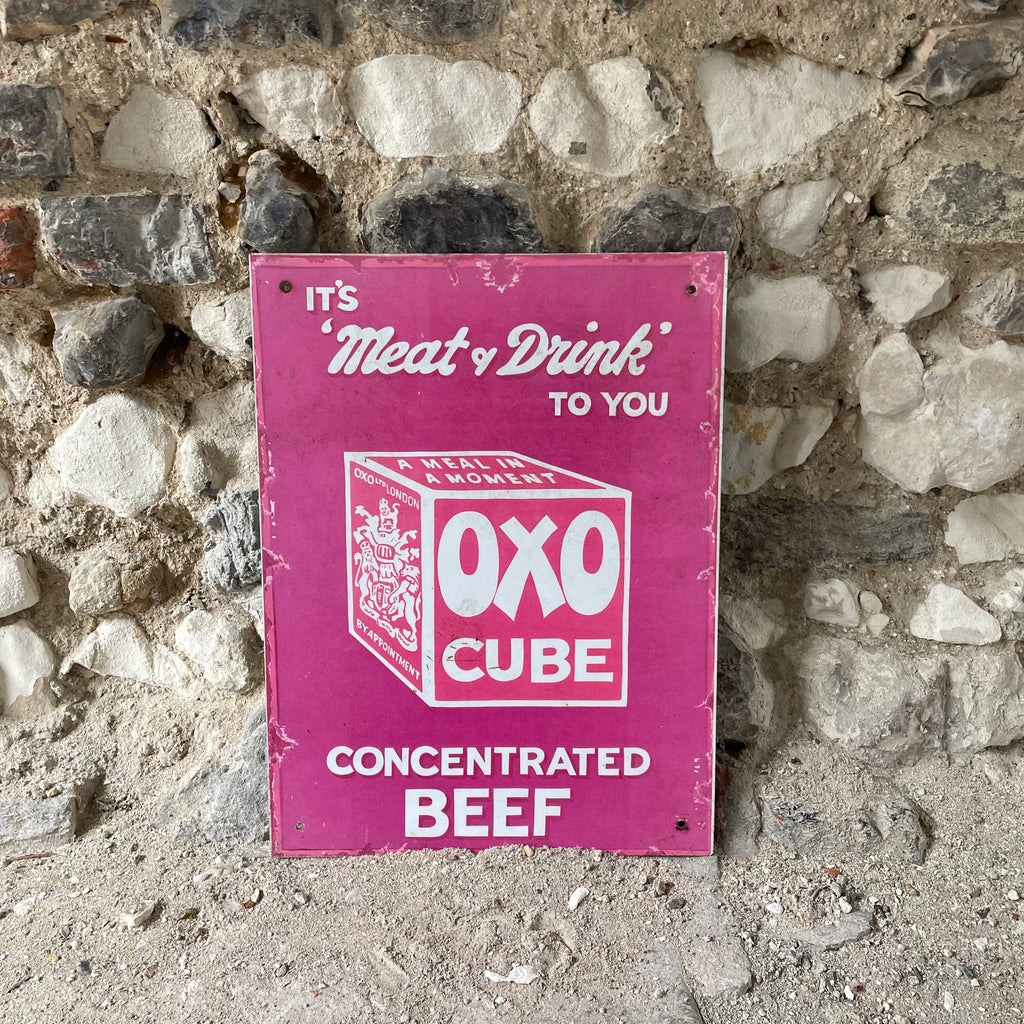 IT'S
'Meat & Drink'
TO YOU
A MEAL IN
A MOMENT
OXO LTD LONDON
BY APPOINTMENT
OXO
CUBE
CONCENTRATED
BEEF